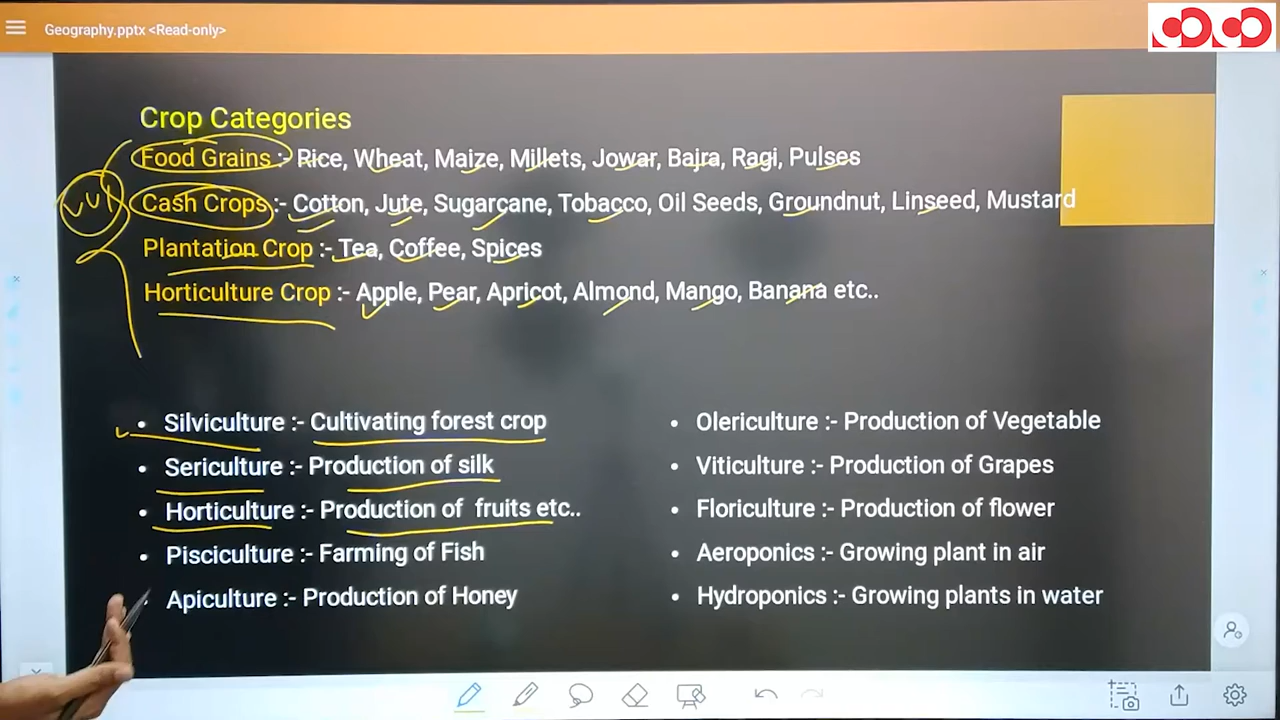 Geography.pptx <Read-only>
Crop Categories
Food Grains :- Rice, Wheat, Maize, Millets, Jowar, Bajra, Ragi, Pulses
Cash Crops :- Cotton, Jute, Sugarcane, Tobacco, Oil Seeds, Groundnut, Linseed, Mustard
Plantation Crop :- Tea, Coffee, Spices
Horticulture Crop :- Apple, Pear, Apricot, Almond, Mango, Banana etc..
• Silviculture :- Cultivating forest crop
• Sericulture :- Production of silk
• Horticulture :- Production of fruits etc..
• Pisciculture :- Farming of Fish
• Apiculture :- Production of Honey
• Olericulture :- Production of Vegetable
• Viticulture :- Production of Grapes
• Floriculture :- Production of flower
• Aeroponics :- Growing plant in air
• Hydroponics :- Growing plants in water